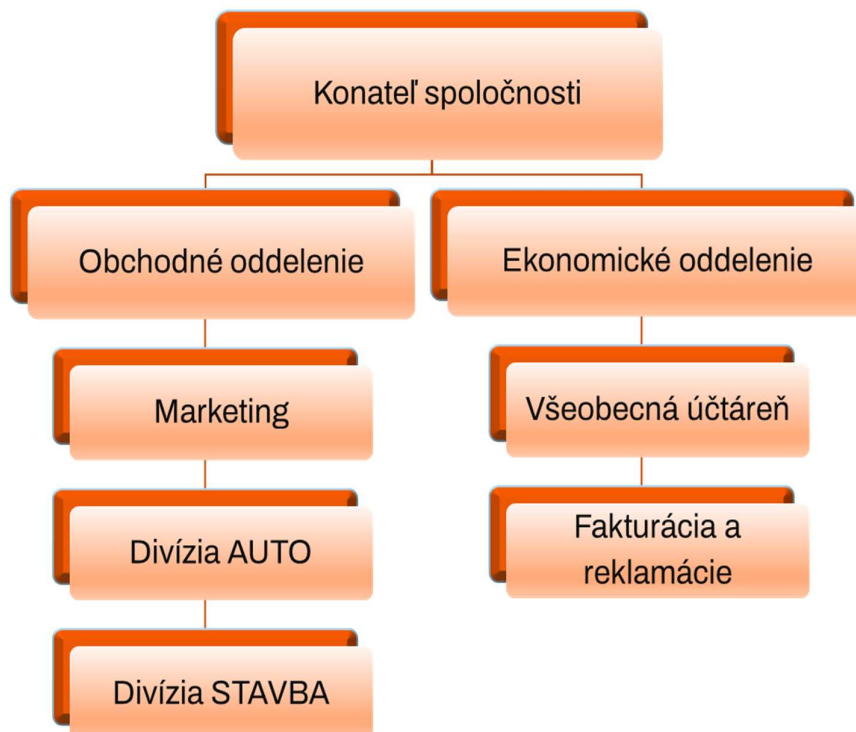 Konateľ spoločnosti
Obchodné oddelenie
Ekonomické oddelenie
Marketing
Všeobecná účtáreň
Divízia AUTO
Fakturácia a
reklamácie
Divízia STAVBA